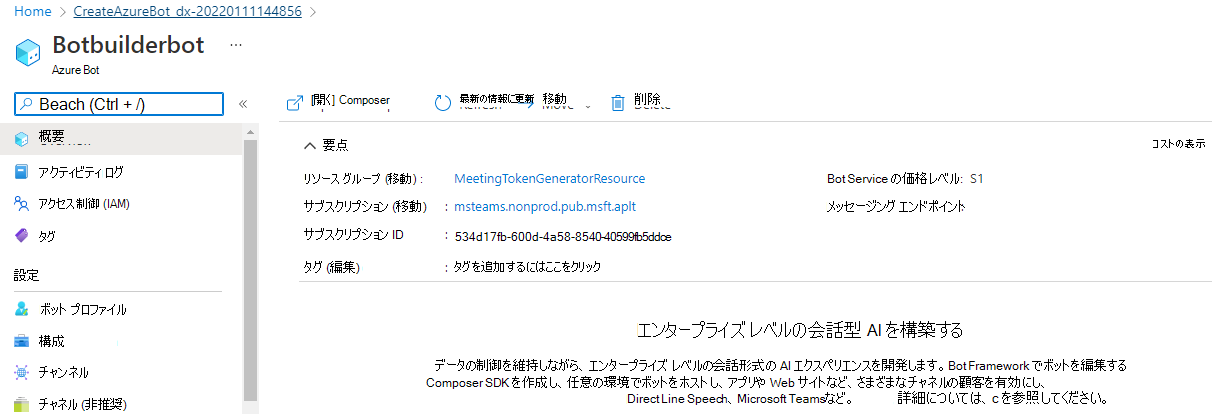 Home > CreateAzureBot_dx-20220111144856 >
Botbuilderbot ...
Azure Bot
Beach (Ctrl + /) «
[開く] Composer 最新の情報に更新 移動 削除
概要
アクティビティ ログ
アクセス制御 (IAM)
タグ
設定
ボット プロファイル
構成
チャンネル
チャネル (非推奨)
要点 コストの表示
リソース グループ (移動) : MeetingTokenGeneratorResource Bot Service の価格レベル: S1
サブスクリプション (移動) : msteams.nonprod.pub.msft.aplt メッセージング エンドポイント
サブスクリプション ID : 534d17fb-600d-4a58-8540-40599fb5ddce
タグ (編集) : タグを追加するにはここをクリック
エンタープライズ レベルの会話型 AI を構築する
データの制御を維持しながら、エンタープライズ レベルの会話形式の AI エクスペリエンスを開発します。Bot Framework でボットを編集する
Composer SDK を作成し、任意の環境でボットをホストし、アプリや Web サイトなど、さまざまなチャネルの顧客を有効にし、
Direct Line Speech、Microsoft Teamsなど。 詳細については、c を参照してください。